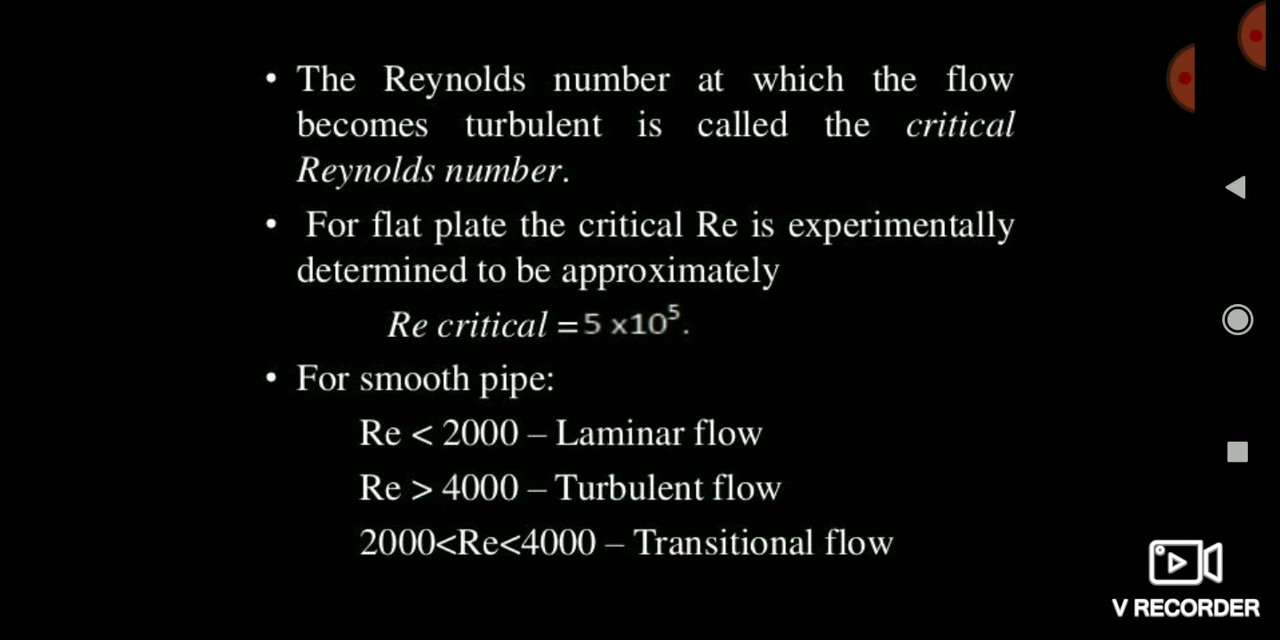 • The Reynolds number at which the flow
becomes turbulent is called the critical
Reynolds number.
• For flat plate the critical Re is experimentally
determined to be approximately
Re critical = 5 x10⁵.
• For smooth pipe:
Re < 2000 – Laminar flow
Re > 4000 – Turbulent flow
2000<Re<4000 – Transitional flow
V RECORDER